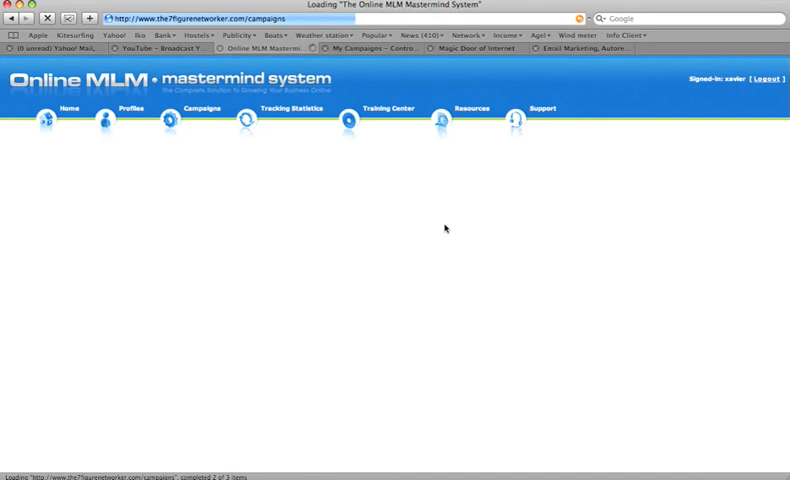 Loading "The Online MLM Mastermind System"
http://www.the7figurenetworker.com/campaigns
Google
Apple Kitesurfing Yahoo! Iko Bank Hostels Publicity Boats Weather station Popular News (410) Network Income Agel Wind meter Info Client
(0 unread) Yahoo! Mail, ... YouTube – Broadcast Y... Online MLM Mastermi... My Campaigns – Contro... Magic Door of Internet Email Marketing, Autore...
Online MLM • mastermind system
The Complete Solution To Growing Your Business Online
Signed-in: xavier [ Logout ]
Home Profiles Campaigns Tracking Statistics Training Center Resources Support
Loading "http://www.the7figurenetworker.com/campaigns", completed 2 of 3 items